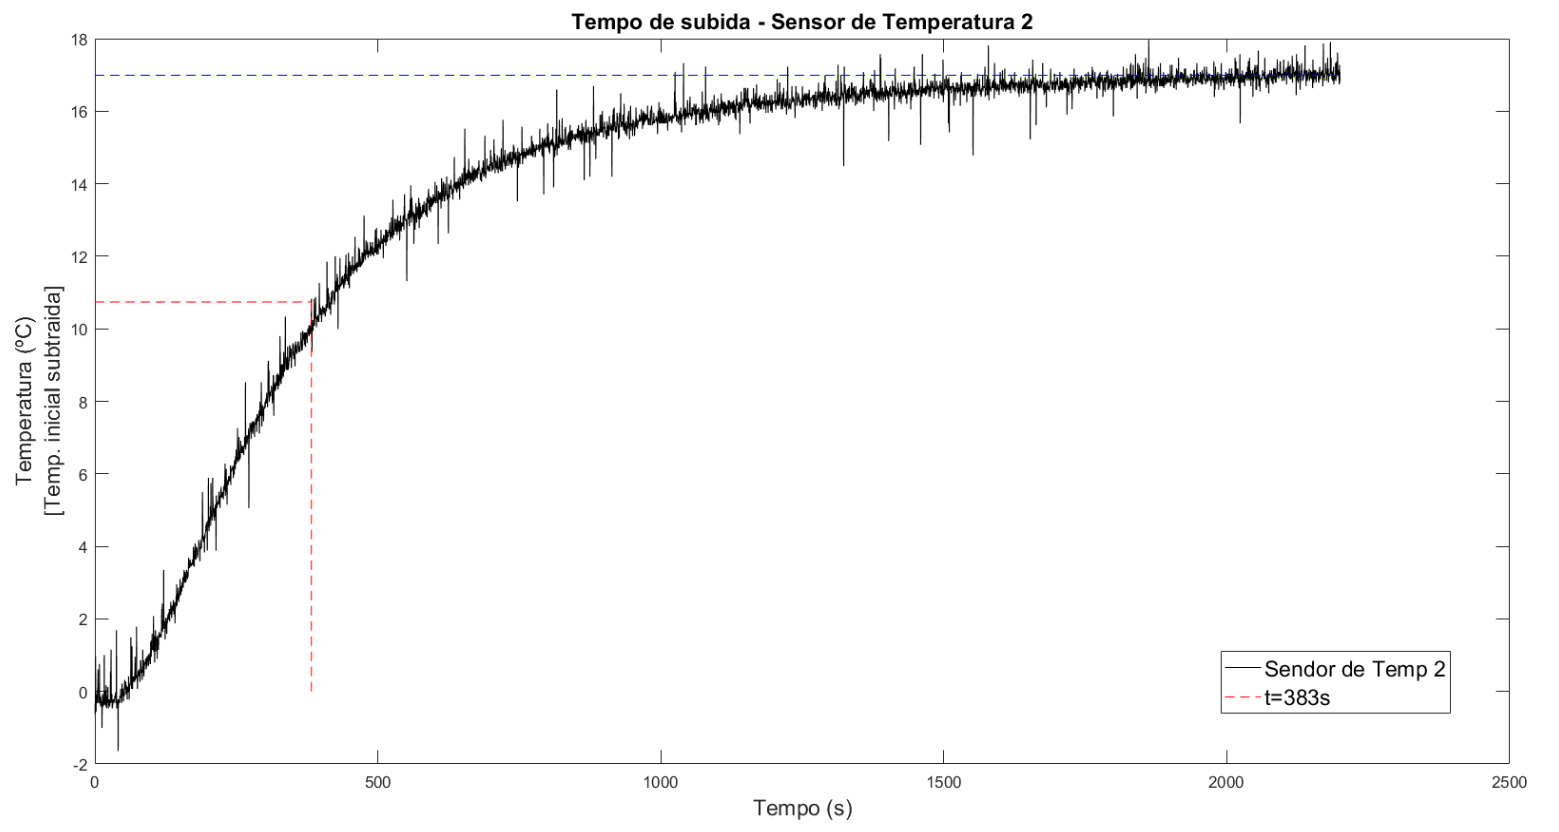 Tempo de subida - Sensor de Temperatura 2
18
16
14
12
10
8
6
4
2
0
-2
Temperatura (ºC)
[Temp. inicial subtraida]
0
500
1000
1500
2000
2500
Tempo (s)
Sendor de Temp 2
t=383s